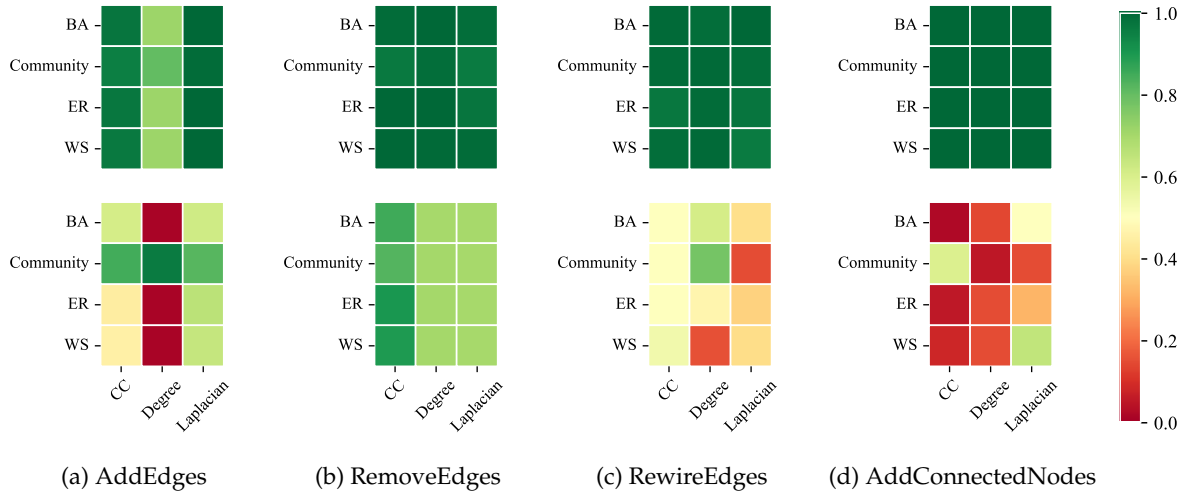 BA
Community
ER
WS
BA
Community
ER
WS
CC
Degree
Laplacian
(a) AddEdges
BA
Community
ER
WS
BA
Community
ER
WS
CC
Degree
Laplacian
(b) RemoveEdges
BA
Community
ER
WS
BA
Community
ER
WS
CC
Degree
Laplacian
(c) RewireEdges
BA
Community
ER
WS
BA
Community
ER
WS
CC
Degree
Laplacian
(d) AddConnectedNodes
1.0
0.8
0.6
0.4
0.2
0.0